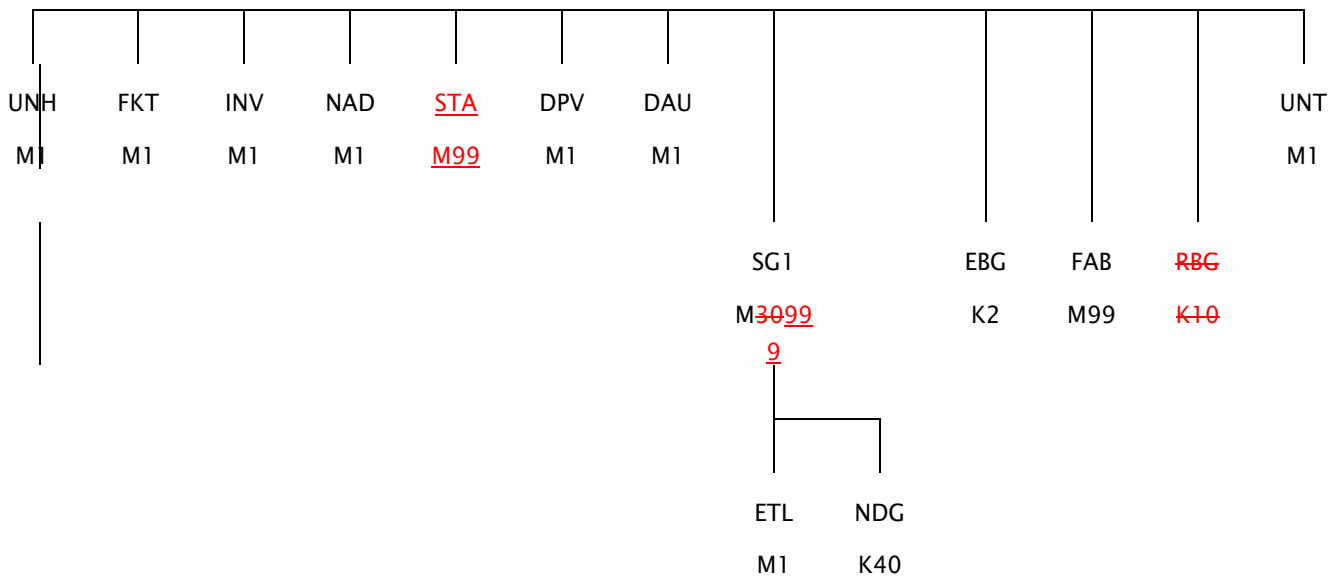 UNH FKT INV NAD STA DPV DAU UNT
M1 M1 M1 M1 M99 M1 M1 M1
SG1 EBG FAB RBG
M3099 K2 M99 K10
9
ETL NDG
M1 K40